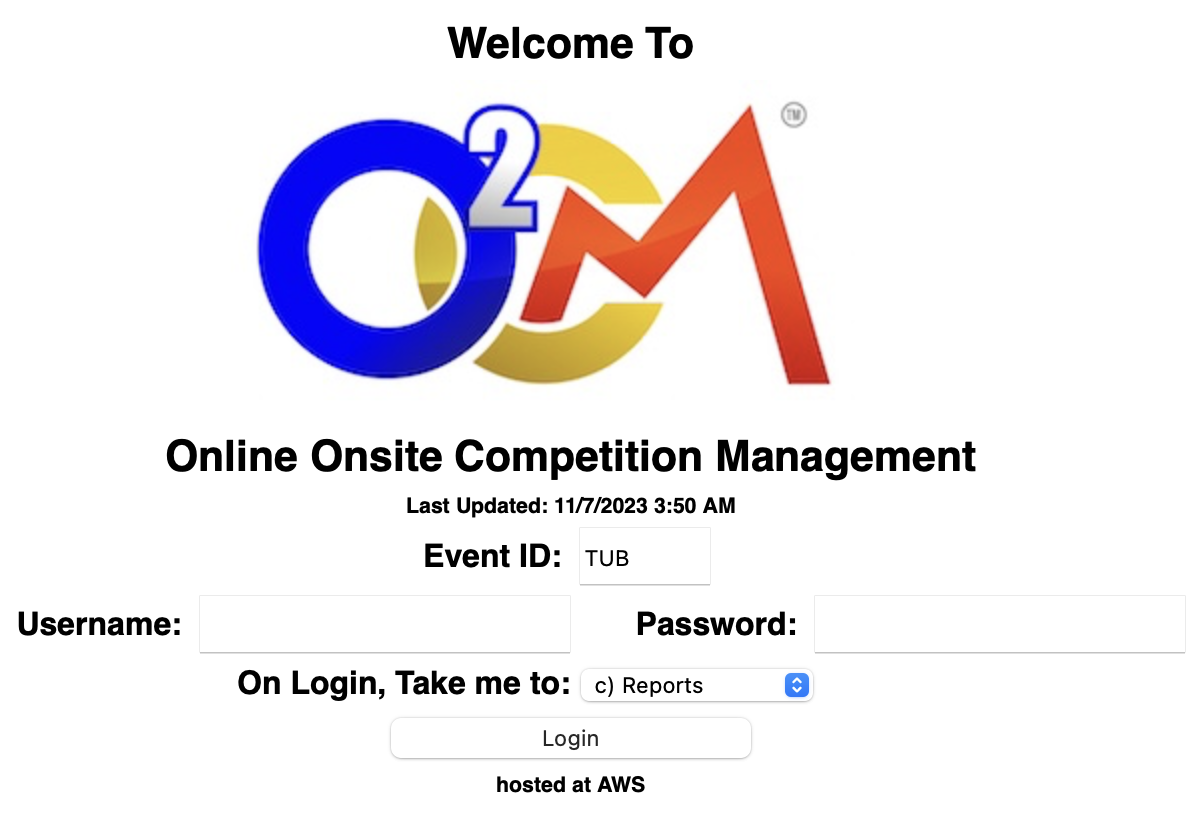 Welcome To
O2CM TM
Online Onsite Competition Management
Last Updated: 11/7/2023 3:50 AM
Event ID: TUB
Username: Password:
On Login, Take me to: c) Reports
Login
hosted at AWS